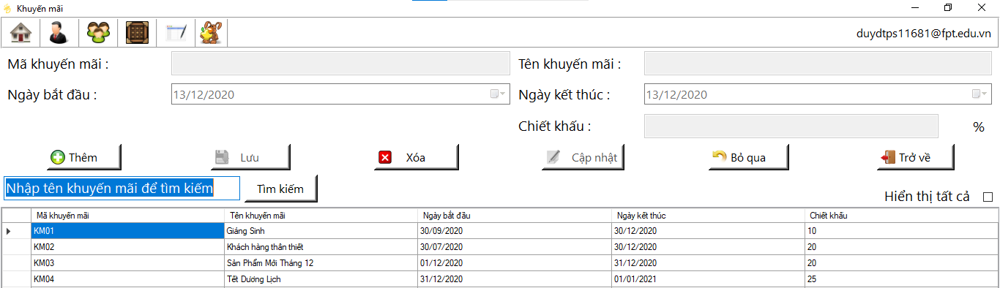 Khuyến mãi
duydtps11681@fpt.edu.vn
Mã khuyến mãi :
Tên khuyến mãi :
Ngày bắt đầu : 13/12/2020
Ngày kết thúc : 13/12/2020
Chiết khấu : %
Thêm Lưu Xóa Cập nhật Bỏ qua Trở về
Nhập tên khuyến mãi để tìm kiếm Tìm kiếm
Hiển thị tất cả
Mã khuyến mãi Tên khuyến mãi Ngày bắt đầu Ngày kết thúc Chiết khấu
KM01 Giáng Sinh 30/09/2020 30/12/2020 10
KM02 Khách hàng thân thiết 30/07/2020 30/12/2020 20
KM03 Sản Phẩm Mới Tháng 12 01/12/2020 31/12/2020 20
KM04 Tết Dương Lịch 31/12/2020 01/01/2021 25